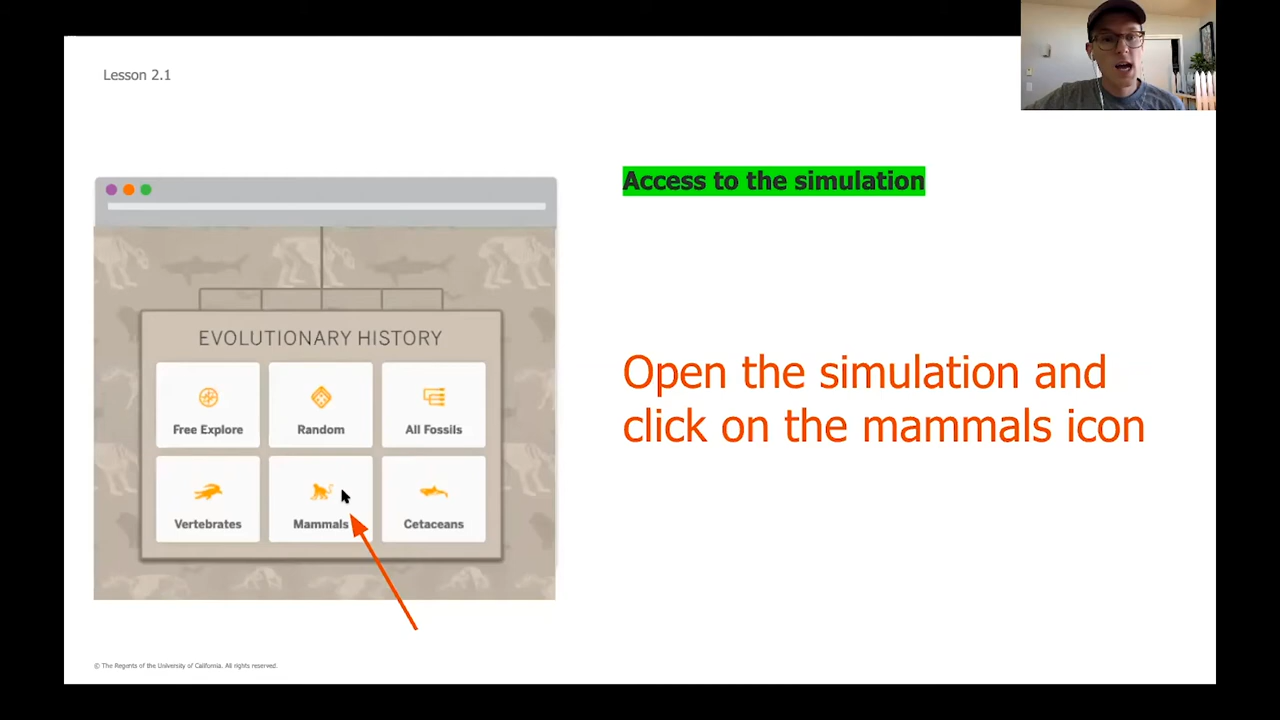 Lesson 2.1
Access to the simulation
EVOLUTIONARY HISTORY
Free Explore
Random
All Fossils
Vertebrates
Mammals
Cetaceans
Open the simulation and
click on the mammals icon
© The Regents of the University of California. All rights reserved.